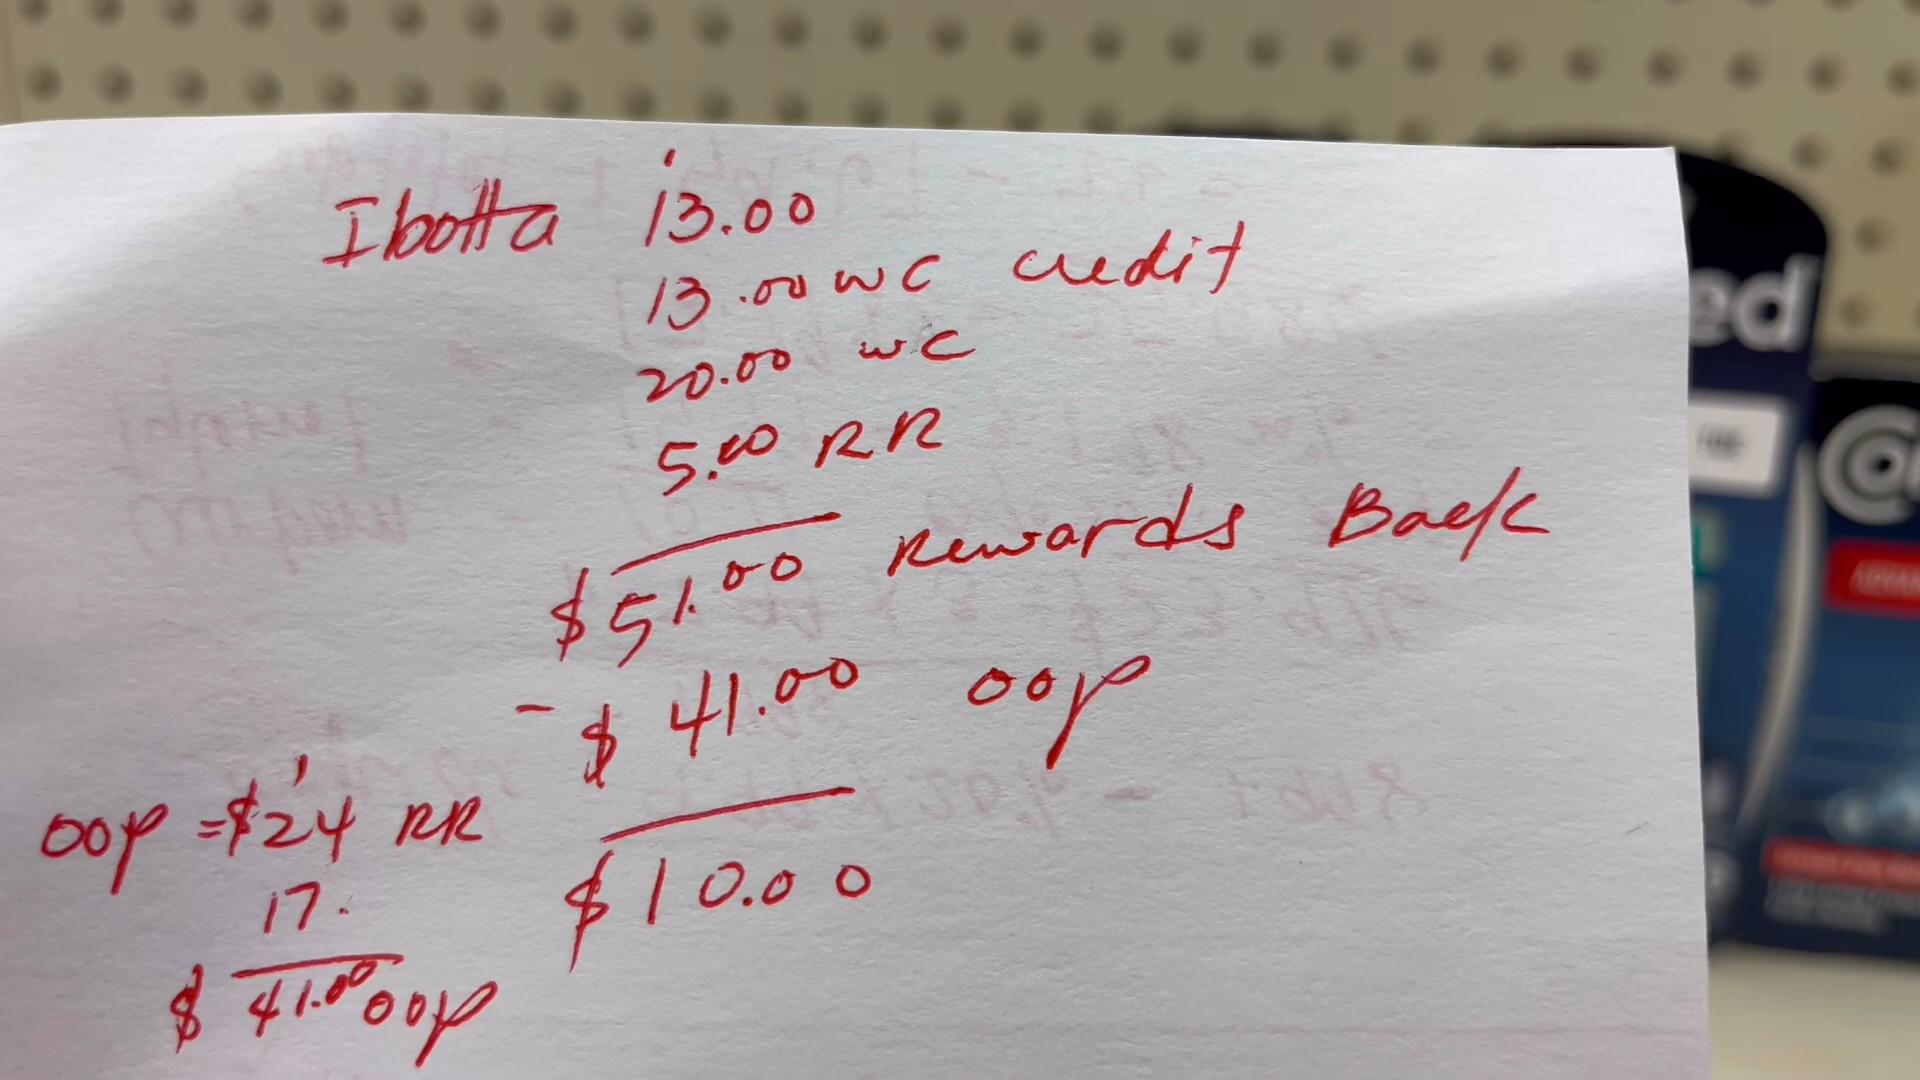 Ibotta 13.00
13.00 WC credit
20.00 WC
5.00 RR
$51.00 Rewards Back
- $41.00 OOP
$10.00
OOP = $24 RR
17.
$41.00 OOP
ed